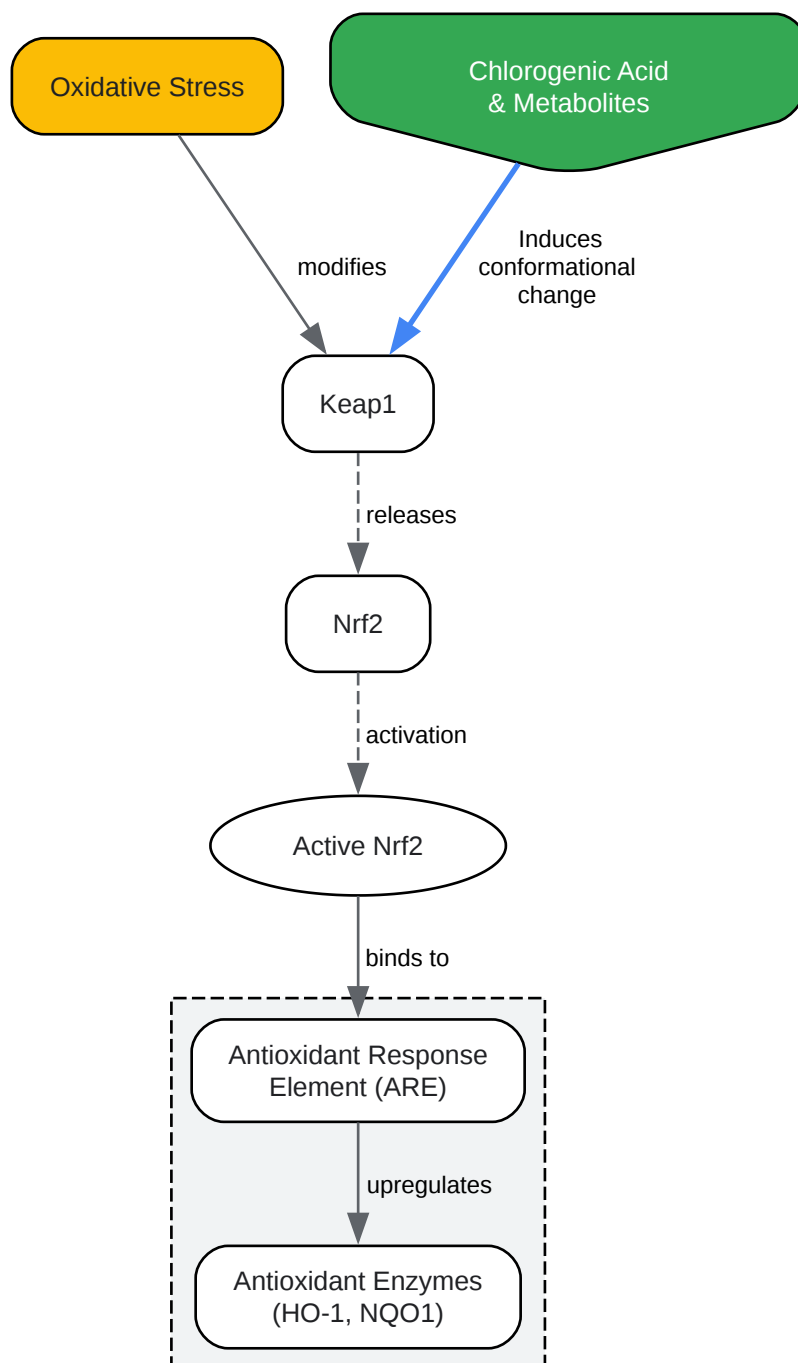 Oxidative Stress
Chlorogenic Acid
& Metabolites
modifies
Induces
conformational
change
Keap1
releases
Nrf2
activation
Active Nrf2
binds to
Antioxidant Response
Element (ARE)
upregulates
Antioxidant Enzymes
(HO-1, NQO1)